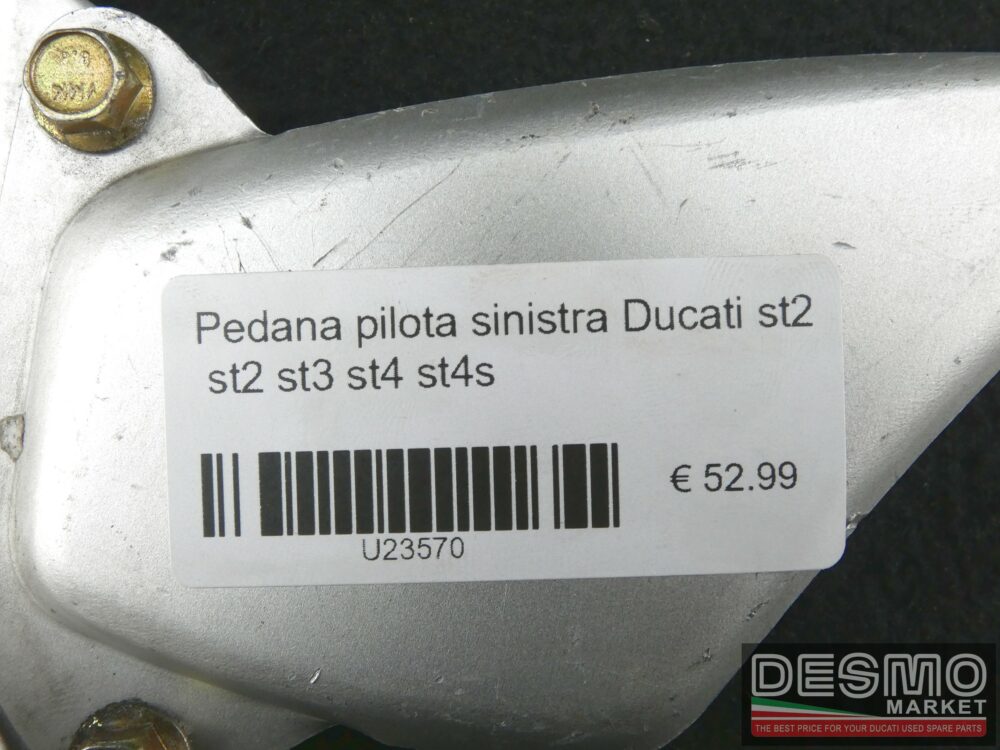 Pedana pilota sinistra Ducati st2
st2 st3 st4 st4s
€ 52.99
U23570
DESMO
MARKET
THE BEST PRICE FOR YOUR DUCATI USED SPARE PARTS